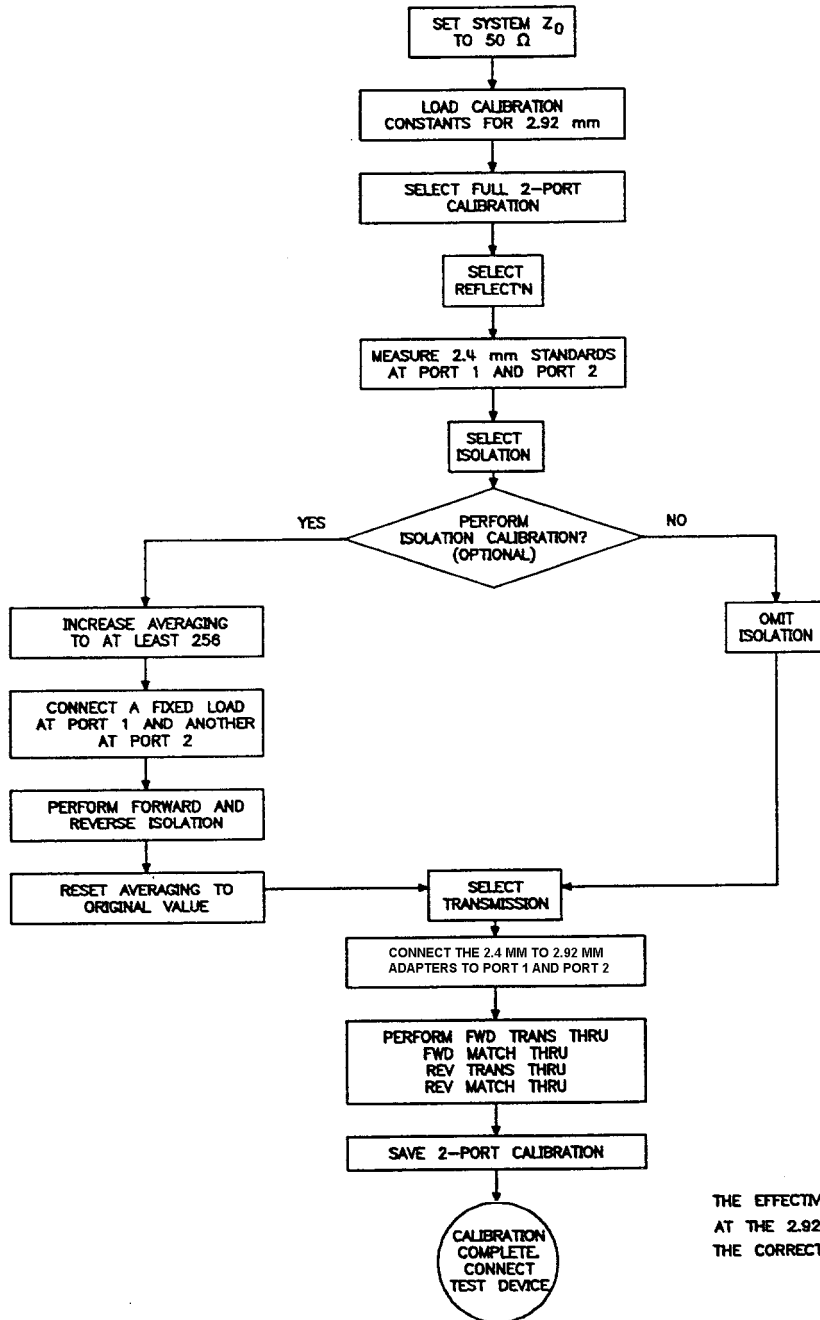 SET SYSTEM Z0
TO 50 Ω
LOAD CALIBRATION
CONSTANTS FOR 2.92 mm
SELECT FULL 2-PORT
CALIBRATION
SELECT
REFLECT'N
MEASURE 2.4 mm STANDARDS
AT PORT 1 AND PORT 2
SELECT
ISOLATION
YES
PERFORM
ISOLATION CALIBRATION?
(OPTIONAL)
NO
INCREASE AVERAGING
TO AT LEAST 256
OMIT
ISOLATION
CONNECT A FIXED LOAD
AT PORT 1 AND ANOTHER
AT PORT 2
PERFORM FORWARD AND
REVERSE ISOLATION
RESET AVERAGING TO
ORIGINAL VALUE
SELECT
TRANSMISSION
CONNECT THE 2.4 MM TO 2.92 MM
ADAPTERS TO PORT 1 AND PORT 2
PERFORM FWD TRANS THRU
FWD MATCH THRU
REV TRANS THRU
REV MATCH THRU
SAVE 2-PORT CALIBRATION
CALIBRATION
COMPLETE.
CONNECT
TEST DEVICE
THE
AT THE 2.92
THE CORRECT